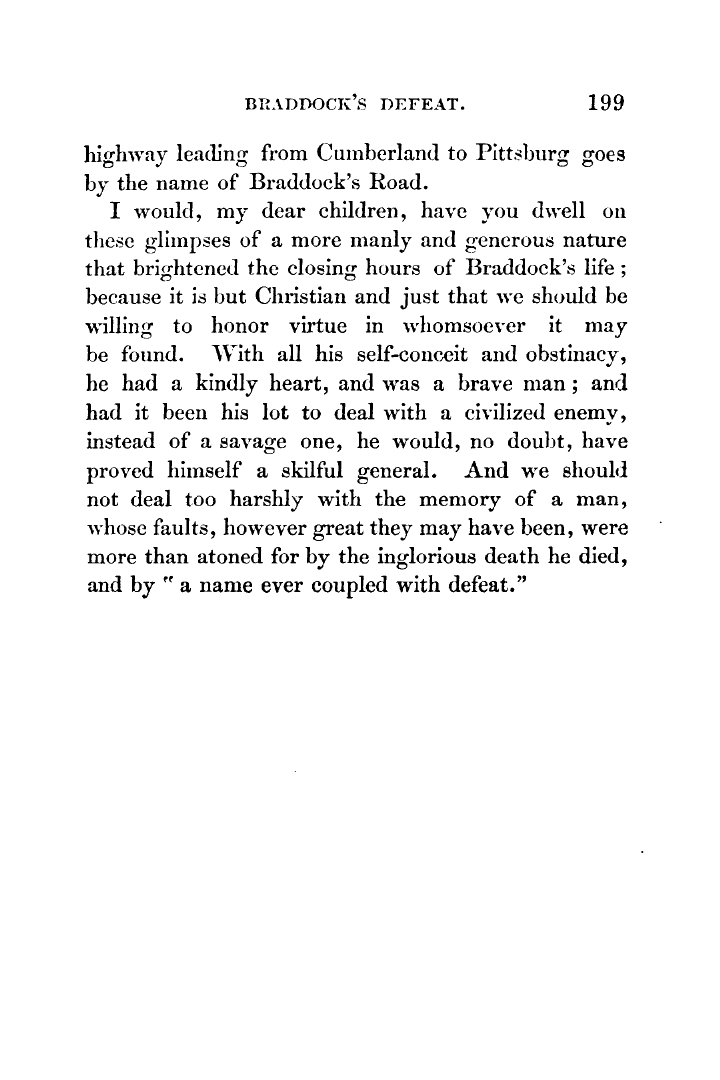 BRADDOCK'S DEFEAT. 199
highway leading from Cumberland to Pittsburg goes
by the name of Braddock's Road.
I would, my dear children, have you dwell on
these glimpses of a more manly and generous nature
that brightened the closing hours of Braddock's life ;
because it is but Christian and just that we should be
willing to honor virtue in whomsoever it may
be found. With all his self-conceit and obstinacy,
he had a kindly heart, and was a brave man ; and
had it been his lot to deal with a civilized enemy,
instead of a savage one, he would, no doubt, have
proved himself a skilful general. And we should
not deal too harshly with the memory of a man,
whose faults, however great they may have been, were
more than atoned for by the inglorious death he died,
and by " a name ever coupled with defeat."